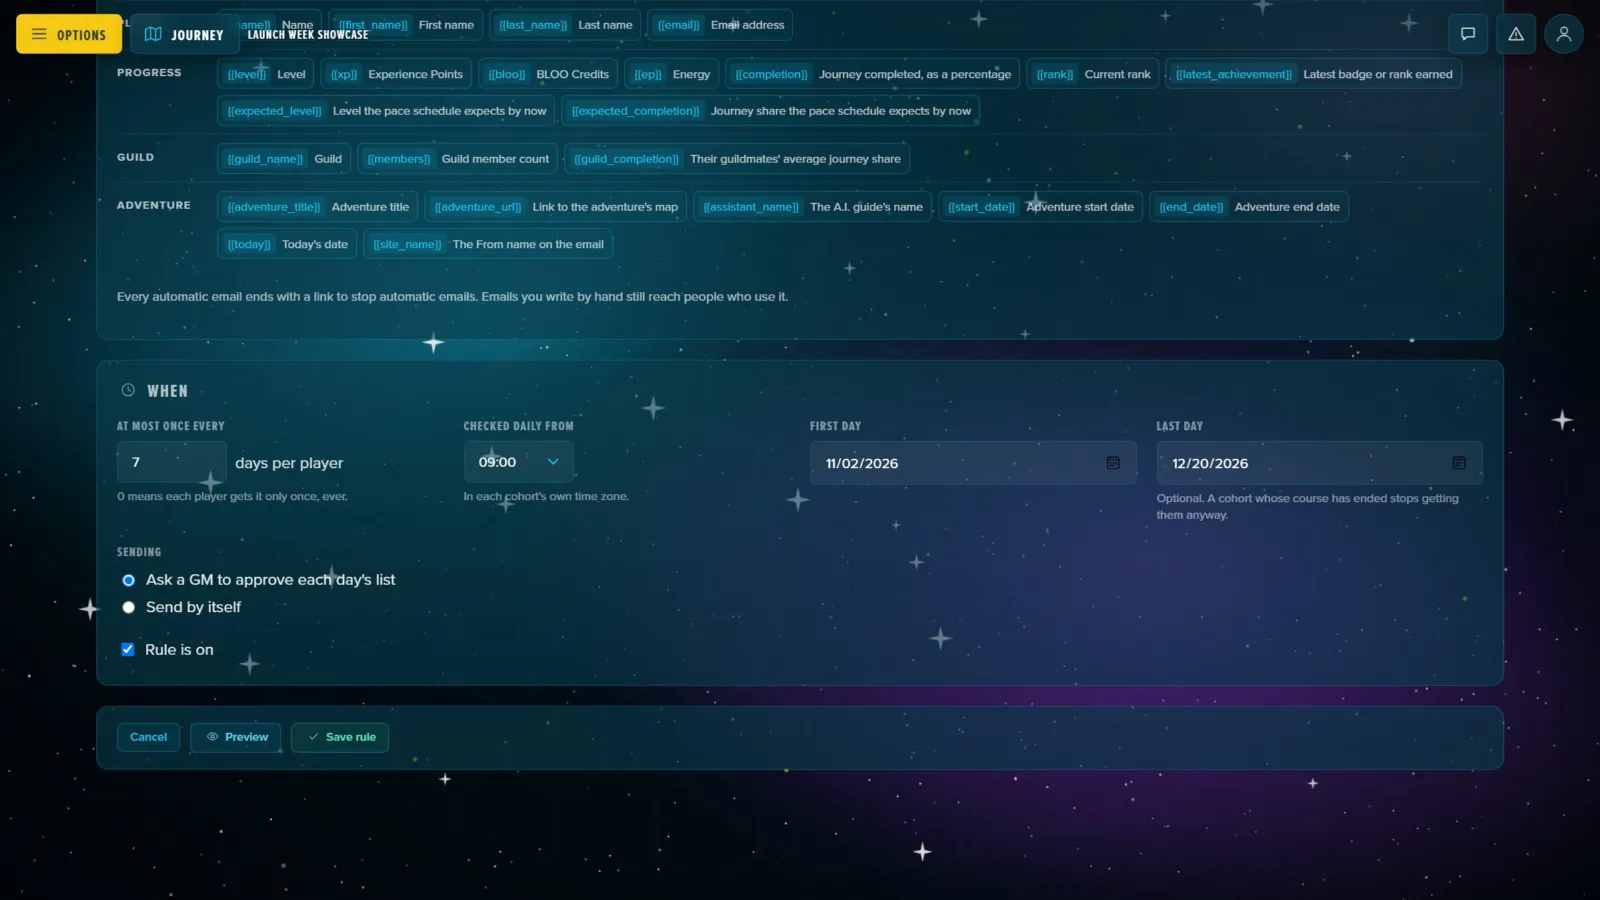 OPTIONS
JOURNEY
LAUNCH WEEK SHOWCASE
name}} Name
{{first_name}} First name
{{last_name}} Last name
{{email}} Email address
PROGRESS
{{level}} Level
{{xp}} Experience Points
{{bloo}} BLOO Credits
{{ep}} Energy
{{completion}} Journey completed, as a percentage
{{rank}} Current rank
{{latest_achievement}} Latest badge or rank earned
{{expected_level}} Level the pace schedule expects by now
{{expected_completion}} Journey share the pace schedule expects by now
GUILD
{{guild_name}} Guild
{{members}} Guild member count
{{guild_completion}} Their guildmates' average journey share
ADVENTURE
{{adventure_title}} Adventure title
{{adventure_url}} Link to the adventure's map
{{assistant_name}} The A.I. guide's name
{{start_date}} Adventure start date
{{end_date}} Adventure end date
{{today}} Today's date
{{site_name}} The From name on the email
Every automatic email ends with a link to stop automatic emails. Emails you write by hand still reach people who use it.
WHEN
AT MOST ONCE EVERY
7 days per player
0 means each player gets it only once, ever.
CHECKED DAILY FROM
09:00
In each cohort's own time zone.
FIRST DAY
11/02/2026
LAST DAY
12/20/2026
Optional. A cohort whose course has ended stops getting
them anyway.
SENDING
Ask a GM to approve each day's list
Send by itself
Rule is on
Cancel
Preview
Save rule